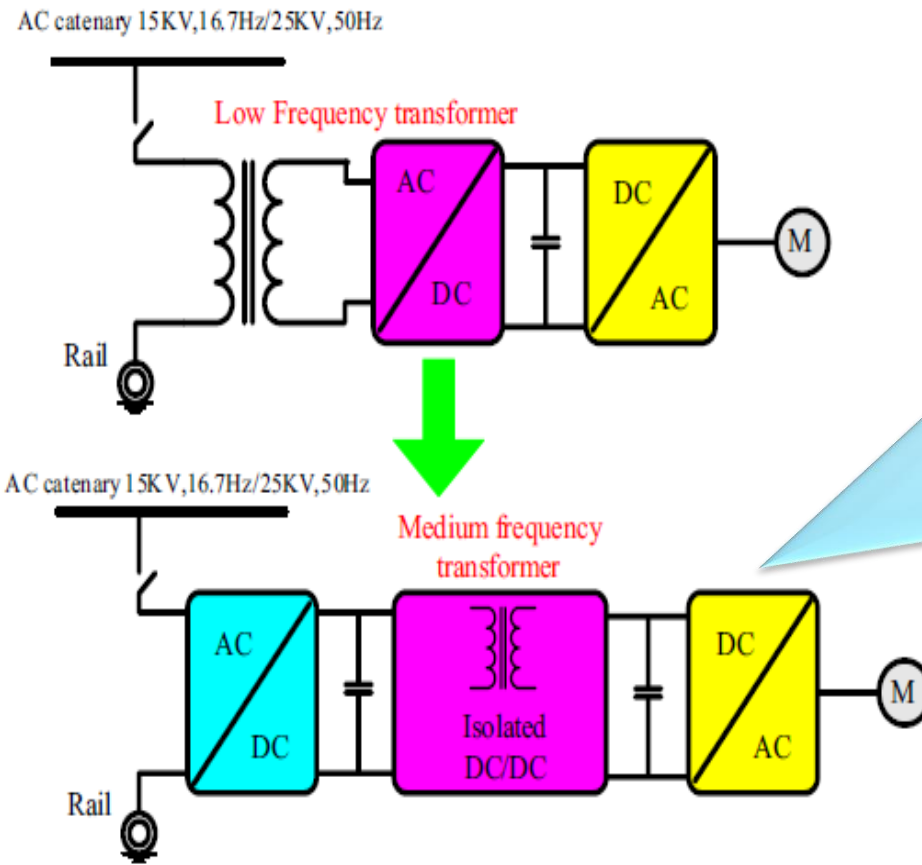 AC catenary 15KV,16.7Hz/25KV,50Hz
Low Frequency transformer
AC
DC
DC
AC
M
Rail
AC catenary 15KV,16.7Hz/25KV,50Hz
Medium frequency
transformer
AC
DC
Isolated
DC/DC
DC
AC
M
Rail